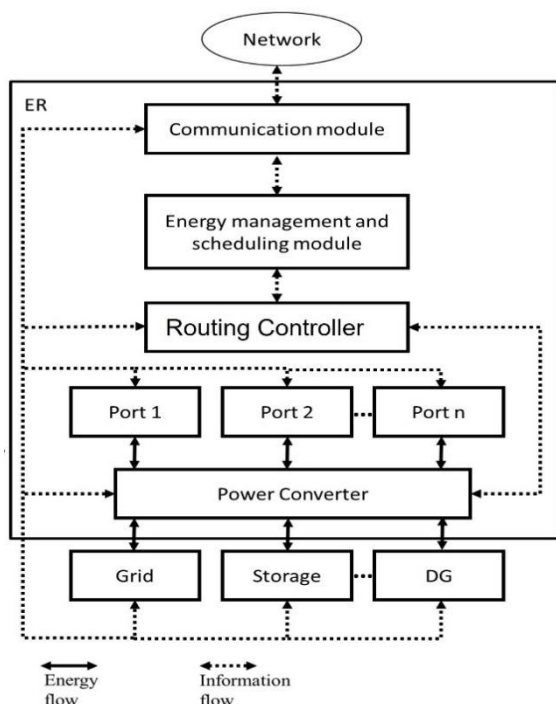 Network
ER
Communication module
Energy management and
scheduling module
Routing Controller
Port 1
Port 2
Port n
Power Converter
Grid
Storage
DG
Energy
flow
Information
flow